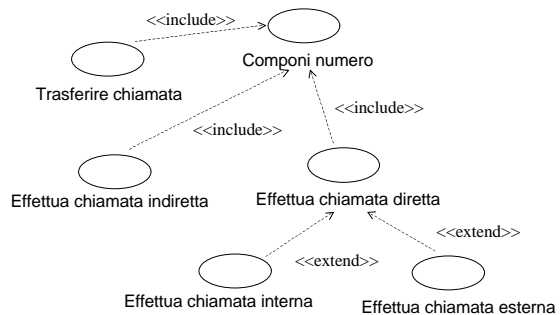 <<include>>
Componi numero
Trasferire chiamata
<<include>>
<<include>>
Effettua chiamata indiretta
Effettua chiamata diretta
<<extend>>
<<extend>>
Effettua chiamata interna
Effettua chiamata esterna